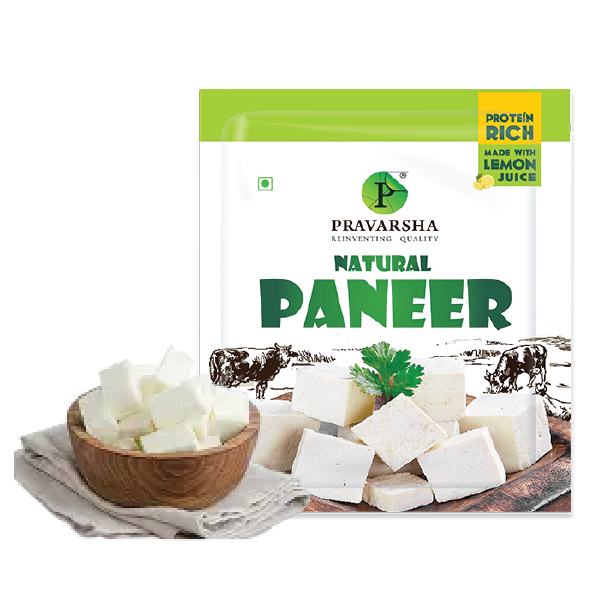 PROTEIN
RICH
MADE WITH
LEMON
JUICE
P
®
PRAVARSHA
REINVENTING QUALITY
NATURAL
PANEER